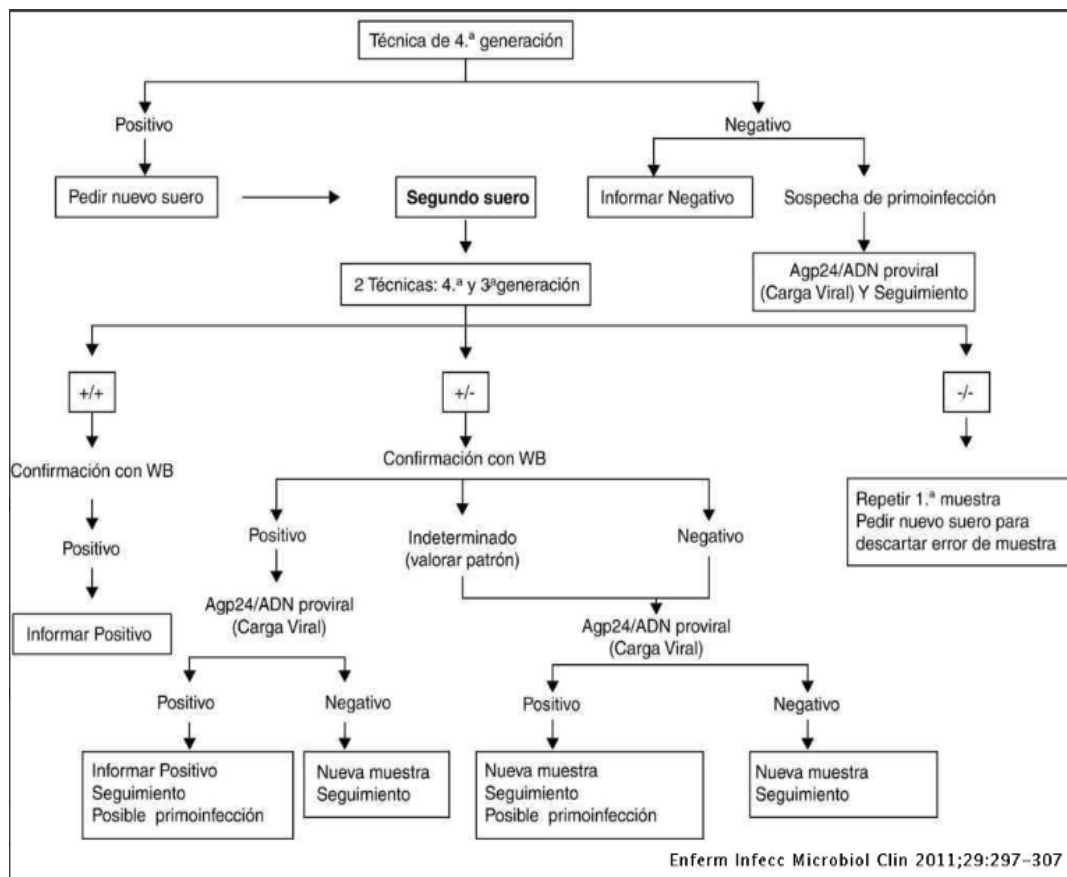 Técnica de 4.ª generación
Positivo
Negativo
Pedir nuevo suero
Segundo suero
Informar Negativo
Sospecha de primoinfección
2 Técnicas: 4.ª y 3ªgeneración
Agp24/ADN proviral
(Carga Viral) Y Seguimiento
+/+
+/-
-/-
Confirmación con WB
Confirmación con WB
Repetir 1.ª muestra
Pedir nuevo suero para
descartar error de muestra
Positivo
Positivo
Indeterminado
(valorar patrón)
Negativo
Informar Positivo
Agp24/ADN proviral
(Carga Viral)
Agp24/ADN proviral
(Carga Viral)
Positivo
Negativo
Positivo
Negativo
Informar Positivo
Seguimiento
Posible primoinfección
Nueva muestra
Seguimiento
Nueva muestra
Seguimiento
Posible primoinfección
Nueva muestra
Seguimiento
Enferm Infecc Microbiol Clin 2011;29:297-307